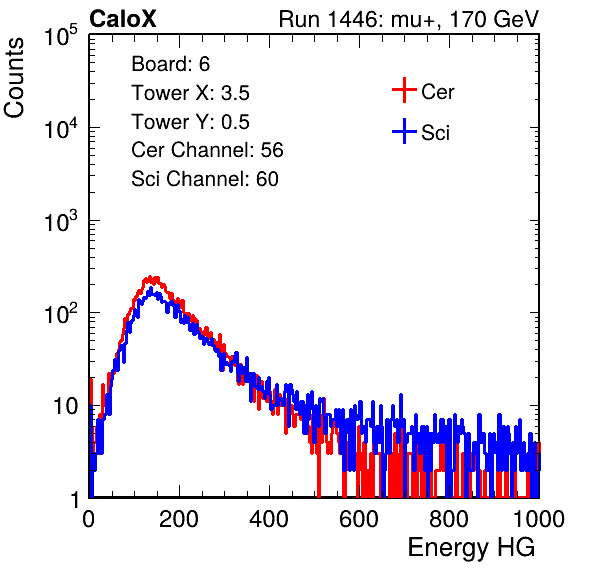 CaloX Run 1446: mu+, 170 GeV
Counts
Board: 6
Tower X: 3.5
Tower Y: 0.5
Cer Channel: 56
Sci Channel: 60
Cer
Sci
10^5
10^4
10^3
10^2
10
1
0 200 400 600 800 1000
Energy HG